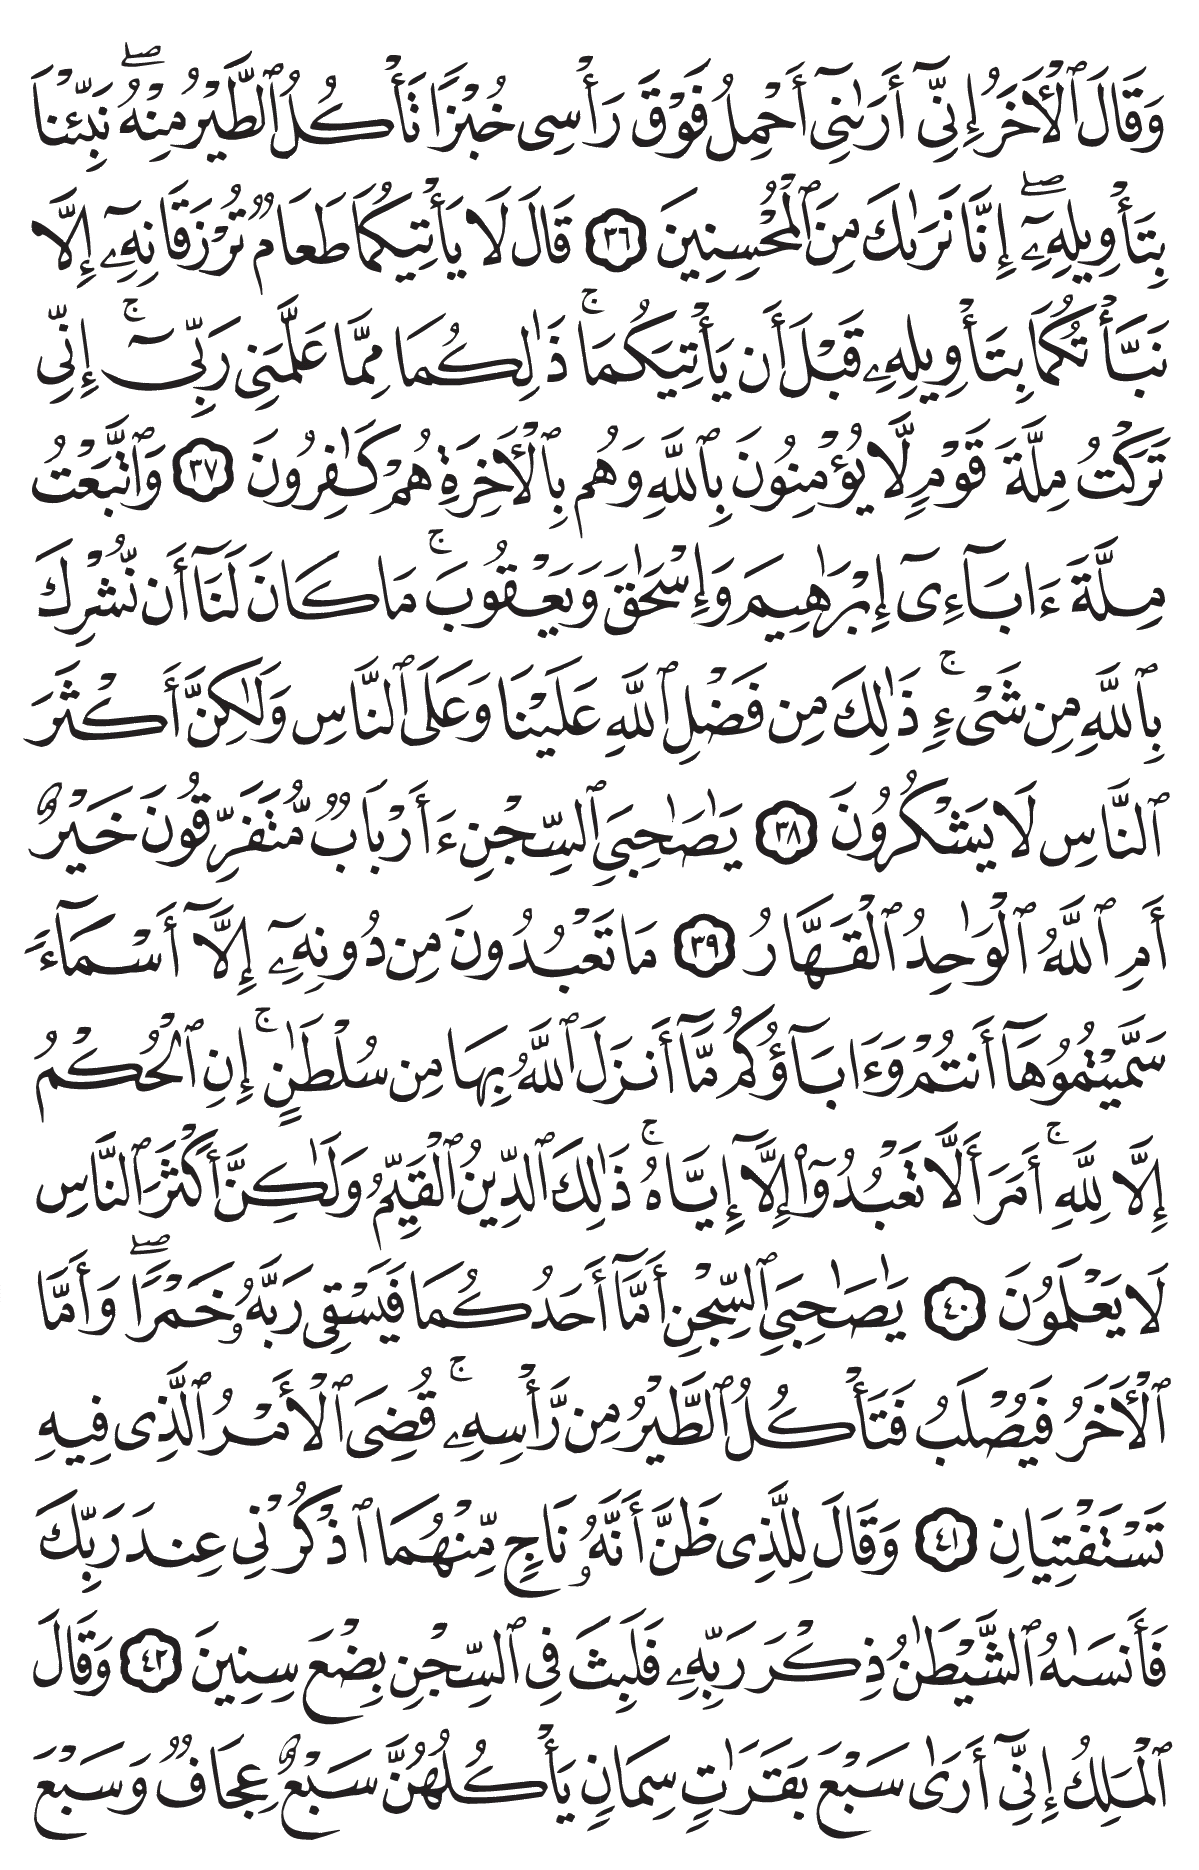 وَقَالَ ٱلْأَخَرُ إِنِّىٓ أَرَىٰنِىٓ أَحْمِلُ فَوْقَ رَأْسِى خُبْزًا تَأْكُلُ ٱلطَّيْرُ مِنْهُ ۖ نَبِّئْنَا
بِتَأْوِيلِهِۦٓ ۖ إِنَّا نَرَىٰكَ مِنَ ٱلْمُحْسِنِينَ ٣٦ قَالَ لَا يَأْتِيكُمَا طَعَامٌ تُرْزَقَانِهِۦٓ إِلَّا
نَبَّأْتُكُمَا بِتَأْوِيلِهِۦ قَبْلَ أَن يَأْتِيَكُمَا ۚ ذَٰلِكُمَا مِمَّا عَلَّمَنِى رَبِّىٓ ۚ إِنِّى
تَرَكْتُ مِلَّةَ قَوْمٍ لَّا يُؤْمِنُونَ بِٱللَّهِ وَهُم بِٱلْأَخِرَةِ هُمْ كَـٰفِرُونَ ٣٧ وَٱتَّبَعْتُ
مِلَّةَ ءَابَآءِىٓ إِبْرَٰهِيمَ وَإِسْحَـٰقَ وَيَعْقُوبَ ۚ مَا كَانَ لَنَآ أَن نُّشْرِكَ
بِٱللَّهِ مِن شَىْءٍ ۚ ذَٰلِكَ مِن فَضْلِ ٱللَّهِ عَلَيْنَا وَعَلَى ٱلنَّاسِ وَلَـٰكِنَّ أَكْثَرَ
ٱلنَّاسِ لَا يَشْكُرُونَ ٣٨ يَـٰصَـٰحِبَىِ ٱلسِّجْنِ ءَأَرْبَابٌ مُّتَفَرِّقُونَ خَيْرٌ
أَمِ ٱللَّهُ ٱلْوَٰحِدُ ٱلْقَهَّارُ ٣٩ مَا تَعْبُدُونَ مِن دُونِهِۦٓ إِلَّآ أَسْمَآءً
سَمَّيْتُمُوهَآ أَنتُمْ وَءَابَآؤُكُم مَّآ أَنزَلَ ٱللَّهُ بِهَا مِن سُلْطَـٰنٍ ۚ إِنِ ٱلْحُكْمُ
إِلَّا لِلَّهِ ۚ أَمَرَ أَلَّا تَعْبُدُوٓا۟ إِلَّآ إِيَّاهُ ۚ ذَٰلِكَ ٱلدِّينُ ٱلْقَيِّمُ وَلَـٰكِنَّ أَكْثَرَ ٱلنَّاسِ
لَا يَعْلَمُونَ ٤٠ يَـٰصَـٰحِبَىِ ٱلسِّجْنِ أَمَّآ أَحَدُكُمَا فَيَسْقِى رَبَّهُۥ خَمْرًا ۖ وَأَمَّا
ٱلْأَخَرُ فَيُصْلَبُ فَتَأْكُلُ ٱلطَّيْرُ مِن رَّأْسِهِۦ ۚ قُضِىَ ٱلْأَمْرُ ٱلَّذِى فِيهِ
تَسْتَفْتِيَانِ ٤١ وَقَالَ لِلَّذِى ظَنَّ أَنَّهُۥ نَاجٍ مِّنْهُمَا ٱذْكُرْنِى عِندَ رَبِّكَ
فَأَنسَىٰهُ ٱلشَّيْطَـٰنُ ذِكْرَ رَبِّهِۦ فَلَبِثَ فِى ٱلسِّجْنِ بِضْعَ سِنِينَ ٤٢ وَقَالَ
ٱلْمَلِكُ إِنِّىٓ أَرَىٰ سَبْعَ بَقَرَٰتٍ سِمَانٍ يَأْكُلُهُنَّ سَبْعٌ عِجَافٌ وَسَبْعَ